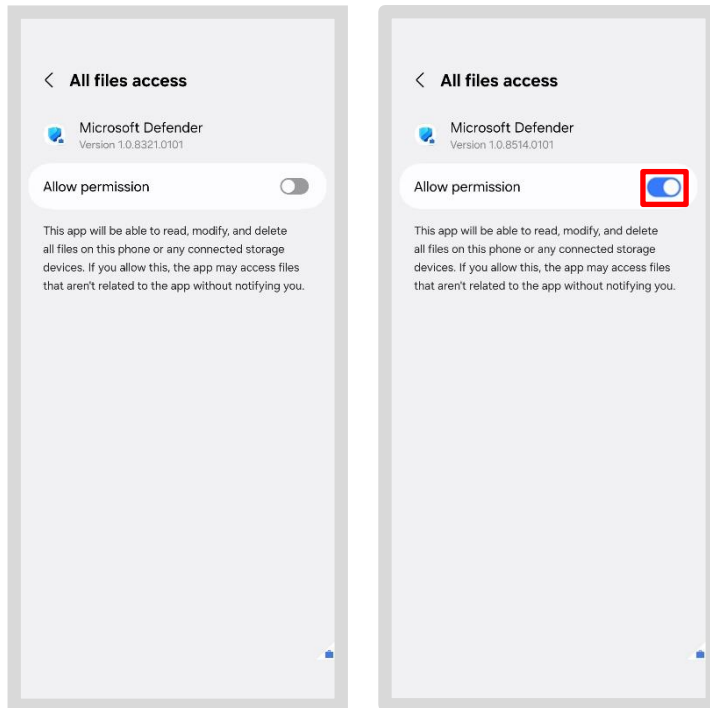 All files access
Microsoft Defender
Version 1.0.8321.0101
Allow permission
This app will be able to read, modify, and delete
all files on this phone or any connected storage
devices. If you allow this, the app may access files
that aren't related to the app without notifying you.
All files access
Microsoft Defender
Version 1.0.8514.0101
Allow permission
This app will be able to read, modify, and delete
all files on this phone or any connected storage
devices. If you allow this, the app may access files
that aren't related to the app without notifying you.